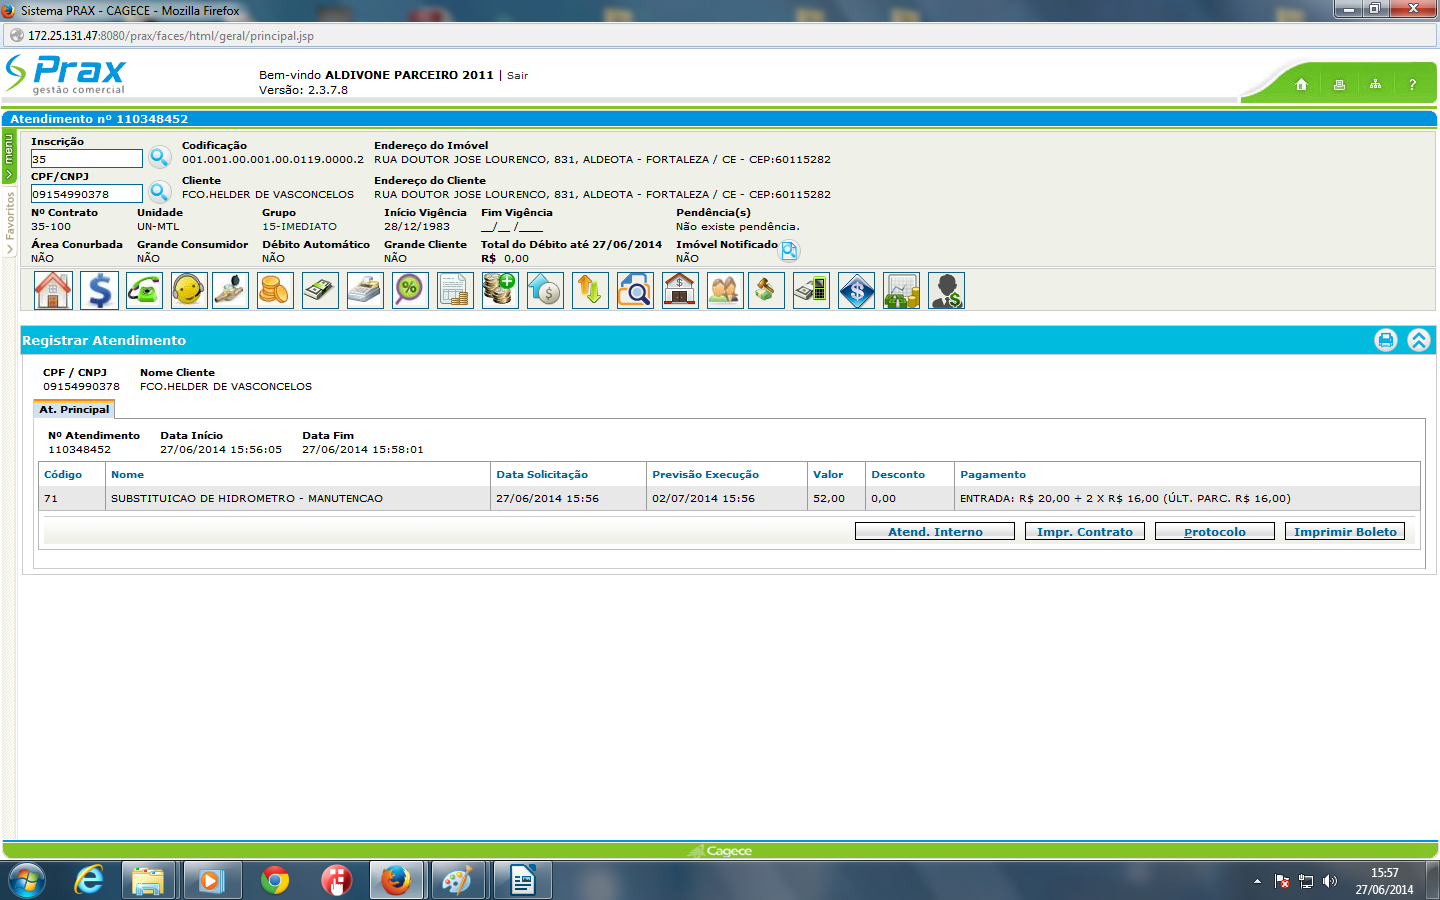 Sistema PRAX - CAGECE - Mozilla Firefox
172.25.131.47:8080/prax/faces/html/geral/principal.jsp
Prax
gestão comercial
Bem-vindo ALDIVONE PARCEIRO 2011 | Sair
Versão: 2.3.7.8
?
Atendimento nº 110348452
menu
Favoritos
Inscrição Codificação Endereço do Imóvel
35 001.001.00.001.00.0119.0000.2 RUA DOUTOR JOSE LOURENCO, 831, ALDEOTA - FORTALEZA / CE - CEP:60115282
CPF/CNPJ Cliente Endereço do Cliente
09154990378 FCO.HELDER DE VASCONCELOS RUA DOUTOR JOSE LOURENCO, 831, ALDEOTA - FORTALEZA / CE - CEP:60115282
Nº Contrato Unidade Grupo Início Vigência Fim Vigência Pendência(s)
35-100 UN-MTL 15-IMEDIATO 28/12/1983 __/__ /____ Não existe pendência.
Área Conurbada Grande Consumidor Débito Automático Grande Cliente Total do Débito até 27/06/2014 Imóvel Notificado
NÃO NÃO NÃO NÃO R$ 0,00 NÃO
Registrar Atendimento
CPF / CNPJ Nome Cliente
09154990378 FCO.HELDER DE VASCONCELOS
At. Principal
Nº Atendimento Data Início Data Fim
110348452 27/06/2014 15:56:05 27/06/2014 15:58:01
Código Nome Data Solicitação Previsão Execução Valor Desconto Pagamento
71 SUBSTITUICAO DE HIDROMETRO - MANUTENCAO 27/06/2014 15:56 02/07/2014 15:56 52,00 0,00 ENTRADA: R$ 20,00 + 2 X R$ 16,00 (ÚLT. PARC. R$ 16,00)
Atend. Interno Impr. Contrato Protocolo Imprimir Boleto
Cagece
15:57
27/06/2014